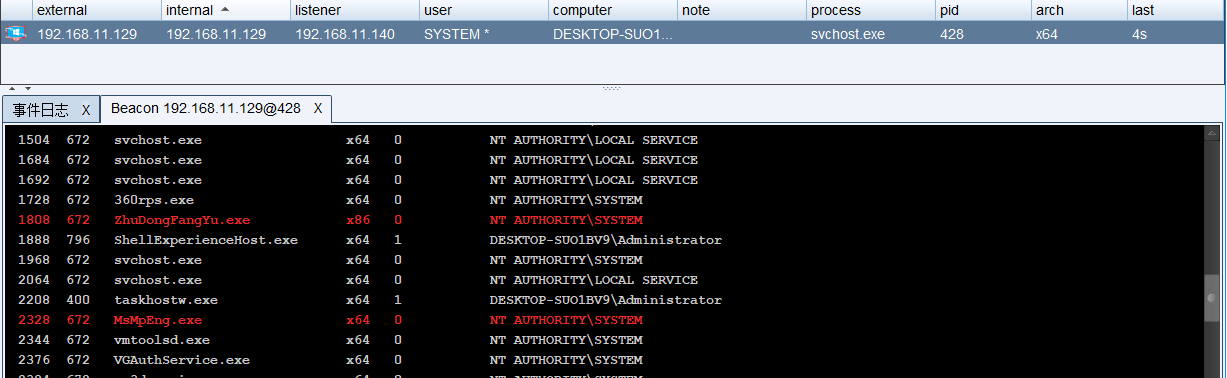 external internal listener user computer note process pid arch last
192.168.11.129 192.168.11.129 192.168.11.140 SYSTEM * DESKTOP-SUO1... svchost.exe 428 x64 4s
事件日志 X Beacon 192.168.11.129@428 X
1504 672 svchost.exe x64 0 NT AUTHORITY\LOCAL SERVICE
1684 672 svchost.exe x64 0 NT AUTHORITY\LOCAL SERVICE
1692 672 svchost.exe x64 0 NT AUTHORITY\LOCAL SERVICE
1728 672 360rps.exe x64 0 NT AUTHORITY\SYSTEM
1808 672 ZhuDongFangYu.exe x86 0 NT AUTHORITY\SYSTEM
1888 796 ShellExperienceHost.exe x64 1 DESKTOP-SUO1BV9\Administrator
1968 672 svchost.exe x64 0 NT AUTHORITY\SYSTEM
2064 672 svchost.exe x64 0 NT AUTHORITY\LOCAL SERVICE
2208 400 taskhostw.exe x64 1 DESKTOP-SUO1BV9\Administrator
2328 672 MsMpEng.exe x64 0 NT AUTHORITY\SYSTEM
2344 672 vmtoolsd.exe x64 0 NT AUTHORITY\SYSTEM
2376 672 VGAuthService.exe x64 0 NT AUTHORITY\SYSTEM